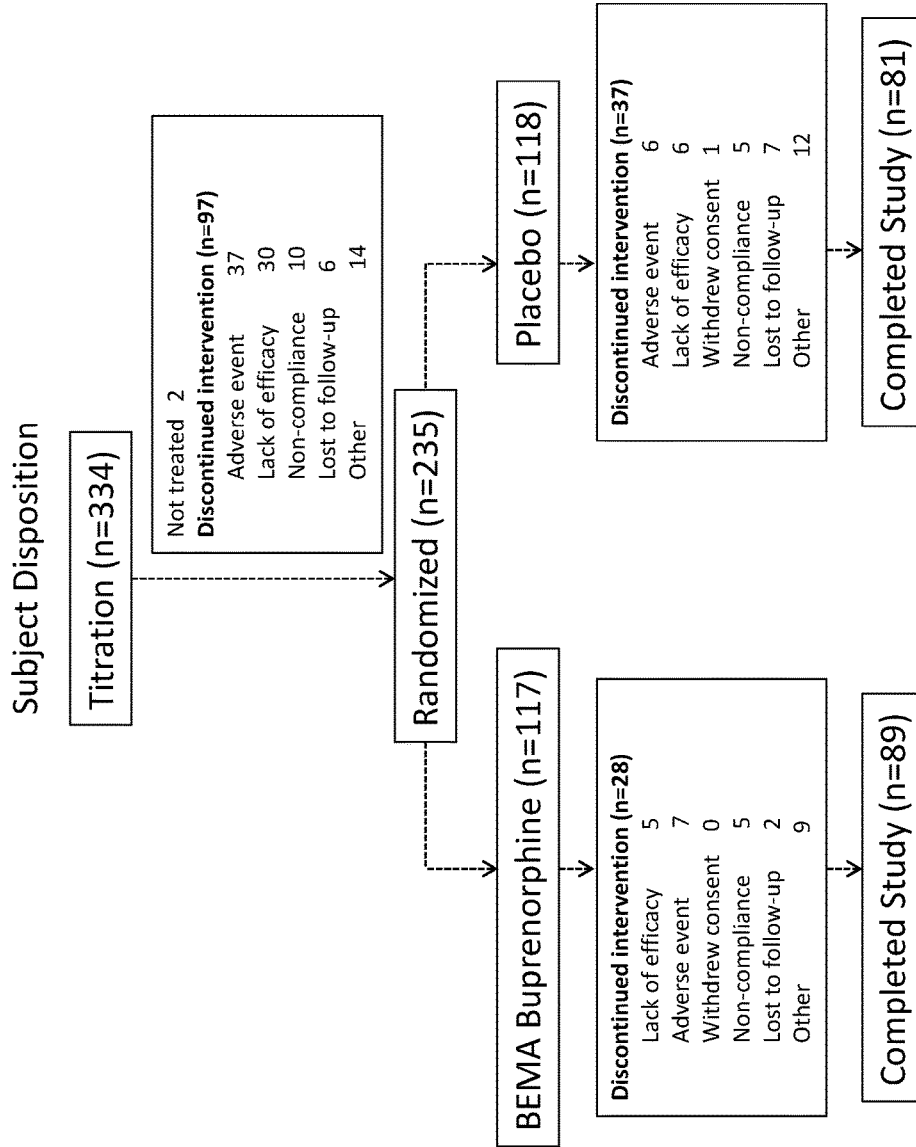 Subject Disposition
Titration (n=334)
Not treated 2
Discontinued intervention (n=97)
Adverse event 37
Lack of efficacy 30
Non-compliance 10
Lost to follow-up 6
Other 14
Randomized (n=235)
BEMA Buprenorphine (n=117)
Discontinued intervention (n=28)
Lack of efficacy 5
Adverse event 7
Withdrew consent 0
Non-compliance 5
Lost to follow-up 2
Other 9
Completed Study (n=89)
Placebo (n=118)
Discontinued intervention (n=37)
Adverse event 6
Lack of efficacy 6
Withdrew consent 1
Non-compliance 5
Lost to follow-up 7
Other 12
Completed Study (n=81)